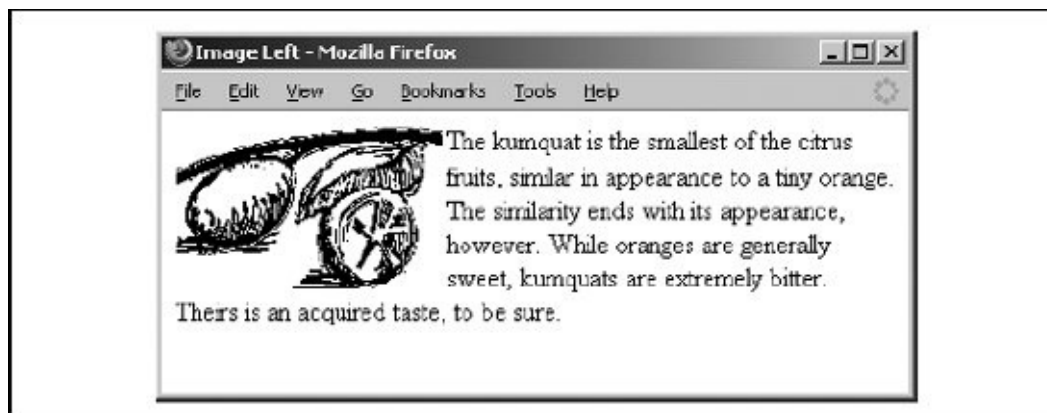 Image Left - Mozilla Firefox
File Edit View Go Bookmarks Tools Help
The kumquat is the smallest of the citrus
fruits, similar in appearance to a tiny orange.
The similarity ends with its appearance,
however. While oranges are generally
sweet, kumquats are extremely bitter.
Theirs is an acquired taste, to be sure.